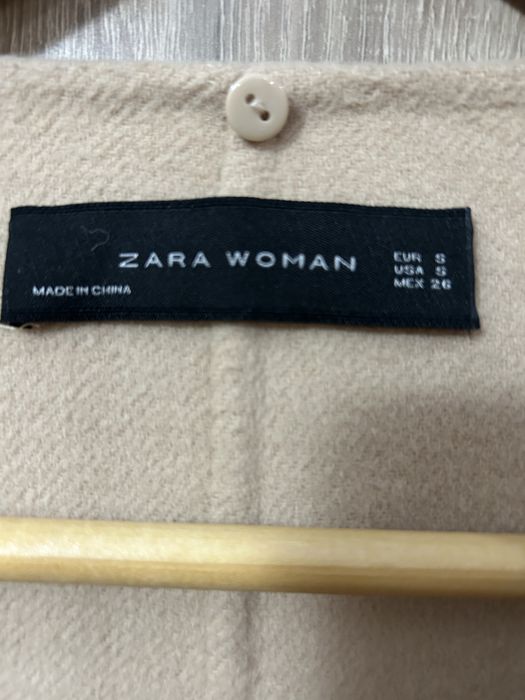 ZARA WOMAN
EUR S
USA S
MEX 26
MADE IN CHINA